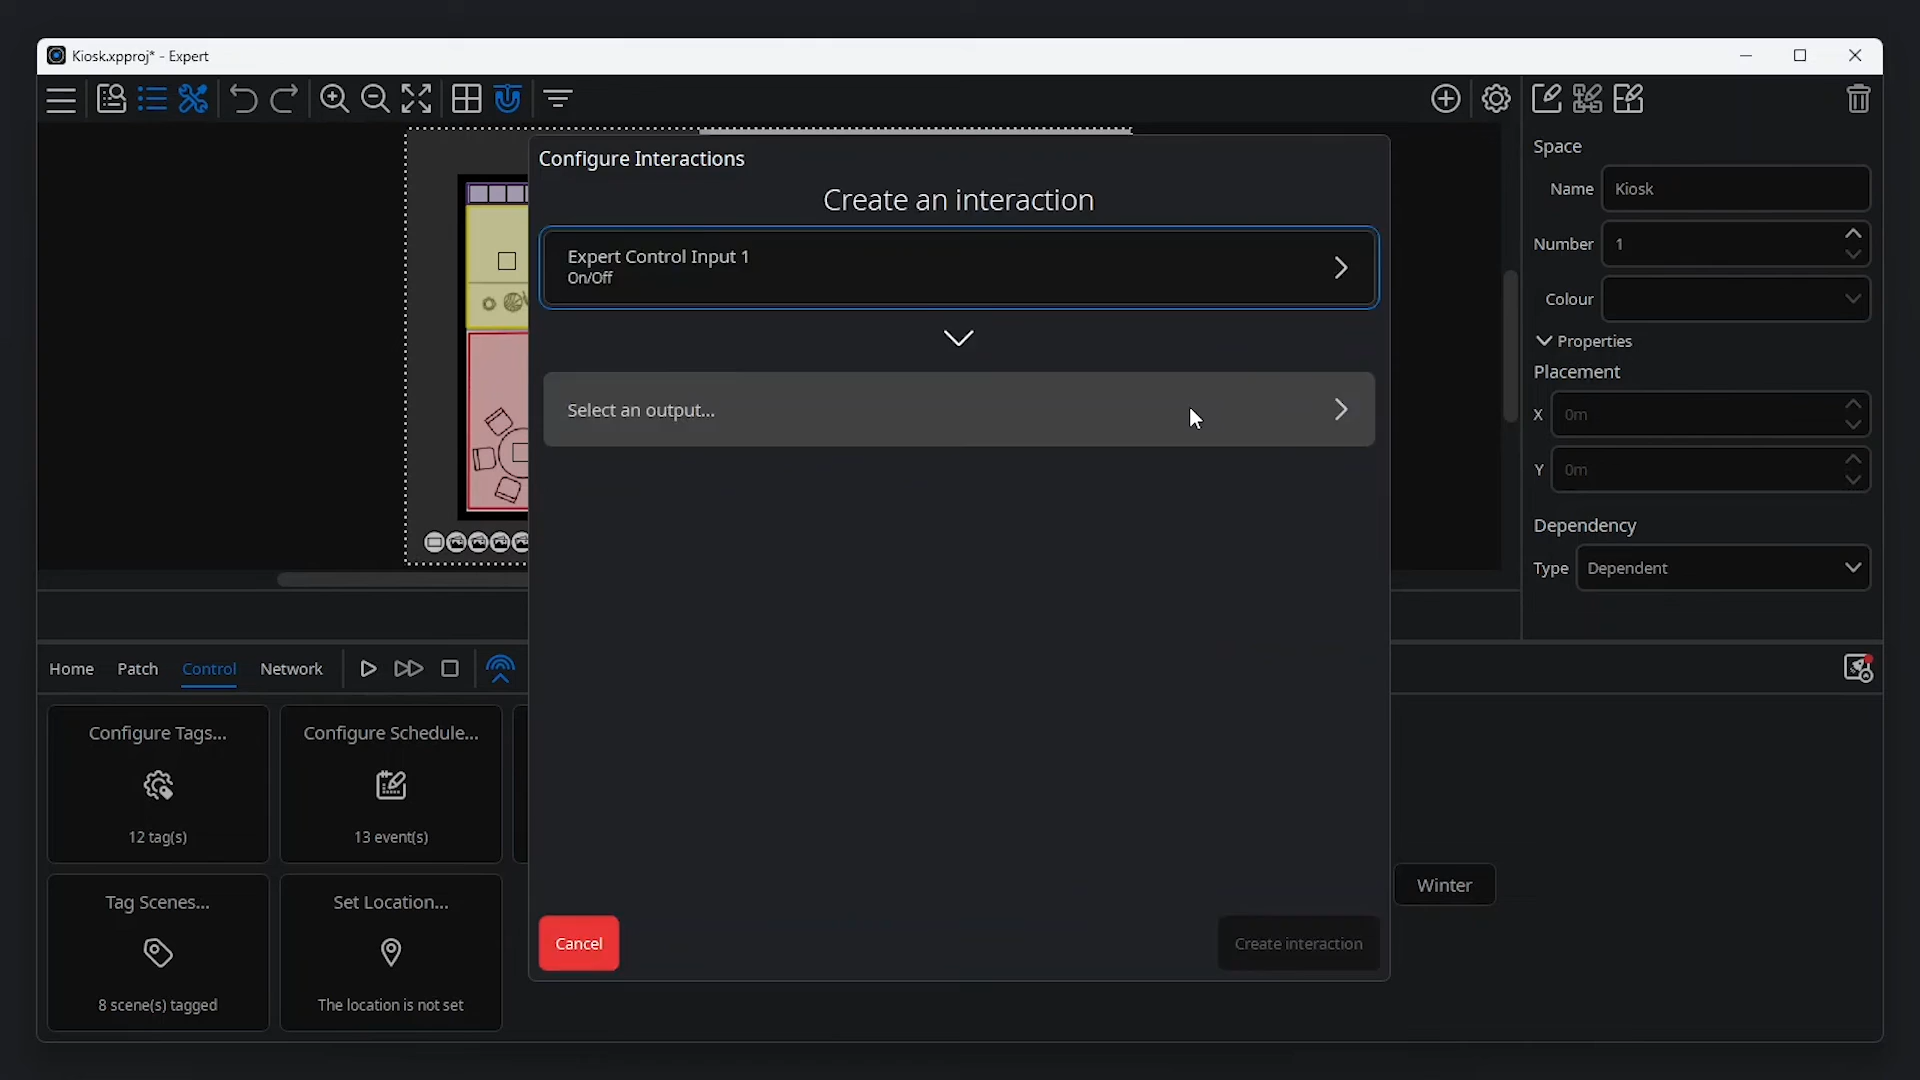 Kiosk.xpproj* - Expert
Configure Interactions
Create an interaction
Expert Control Input 1
On/Off
Select an output...
Cancel
Create interaction
Space
Name Kiosk
Number 1
Colour
Properties
Placement
X 0m
Y 0m
Dependency
Type Dependent
Home Patch Control Network
Configure Tags...
12 tag(s)
Configure Schedule...
13 event(s)
Tag Scenes...
8 scene(s) tagged
Set Location...
The location is not set
Winter